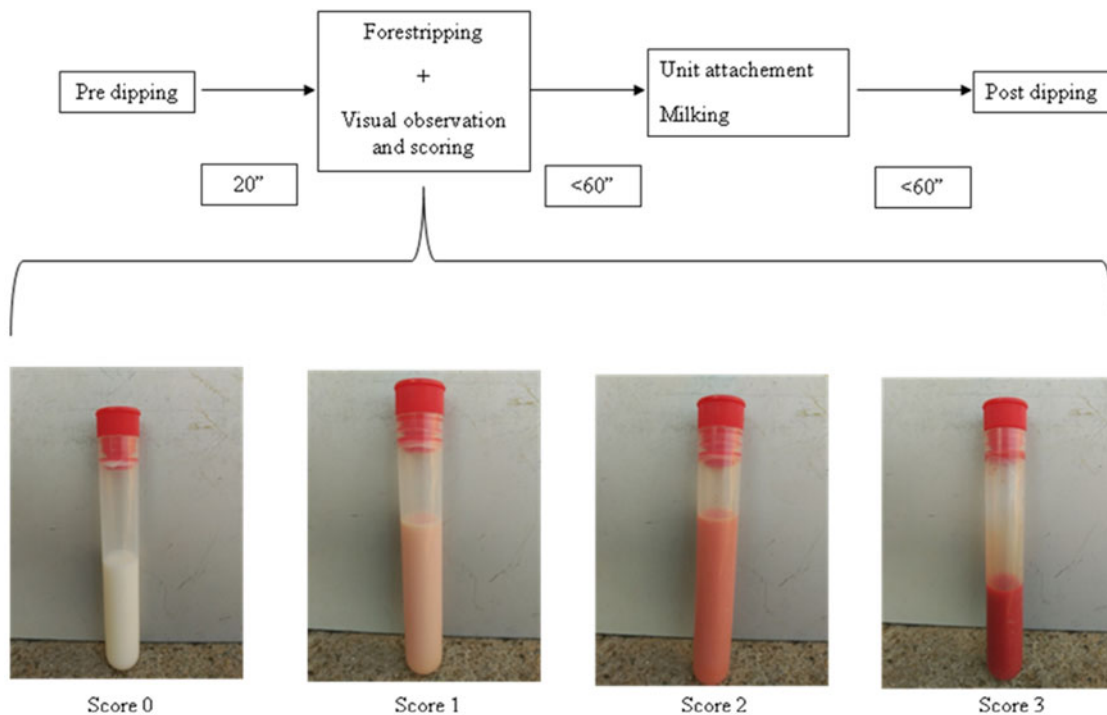 Pre dipping
Forestripping
+
Visual observation
and scoring
Unit attachement
Milking
Post dipping
20”
<60”
<60”
Score 0
Score 1
Score 2
Score 3